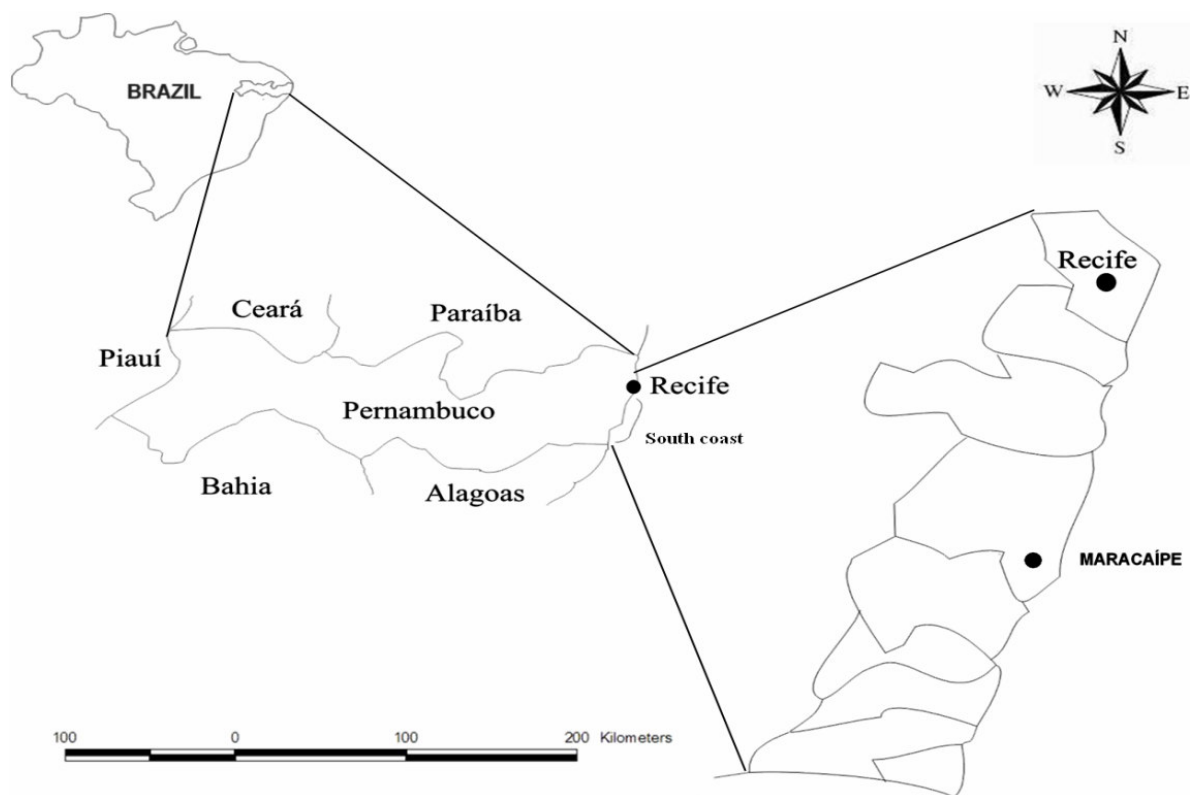 BRAZIL
N
W
E
S
Recife
Ceará
Paraíba
Piauí
Recife
Pernambuco
South coast
Bahia
Alagoas
MARACAÍPE
100 0 100 200 Kilometers